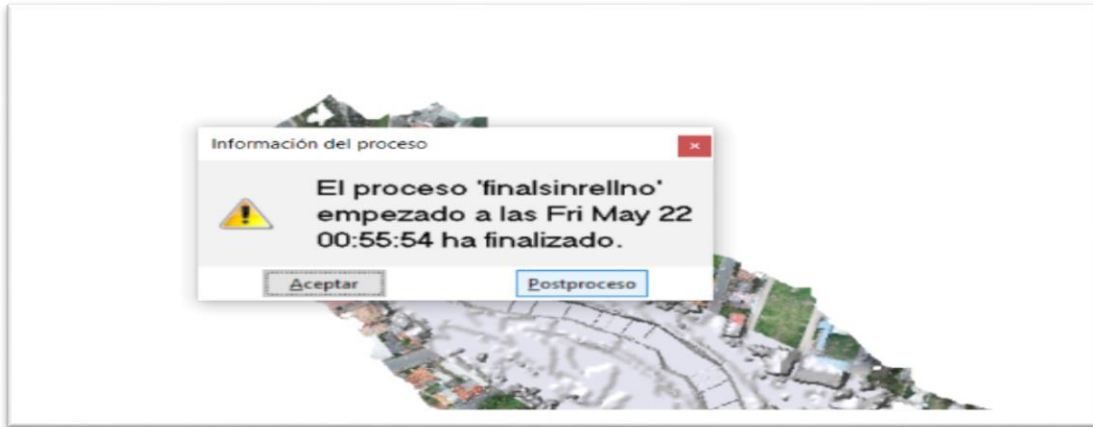 Información del proceso
El proceso 'finalsinrellno'
empezado a las Fri May 22
00:55:54 ha finalizado.
Aceptar
Postproceso